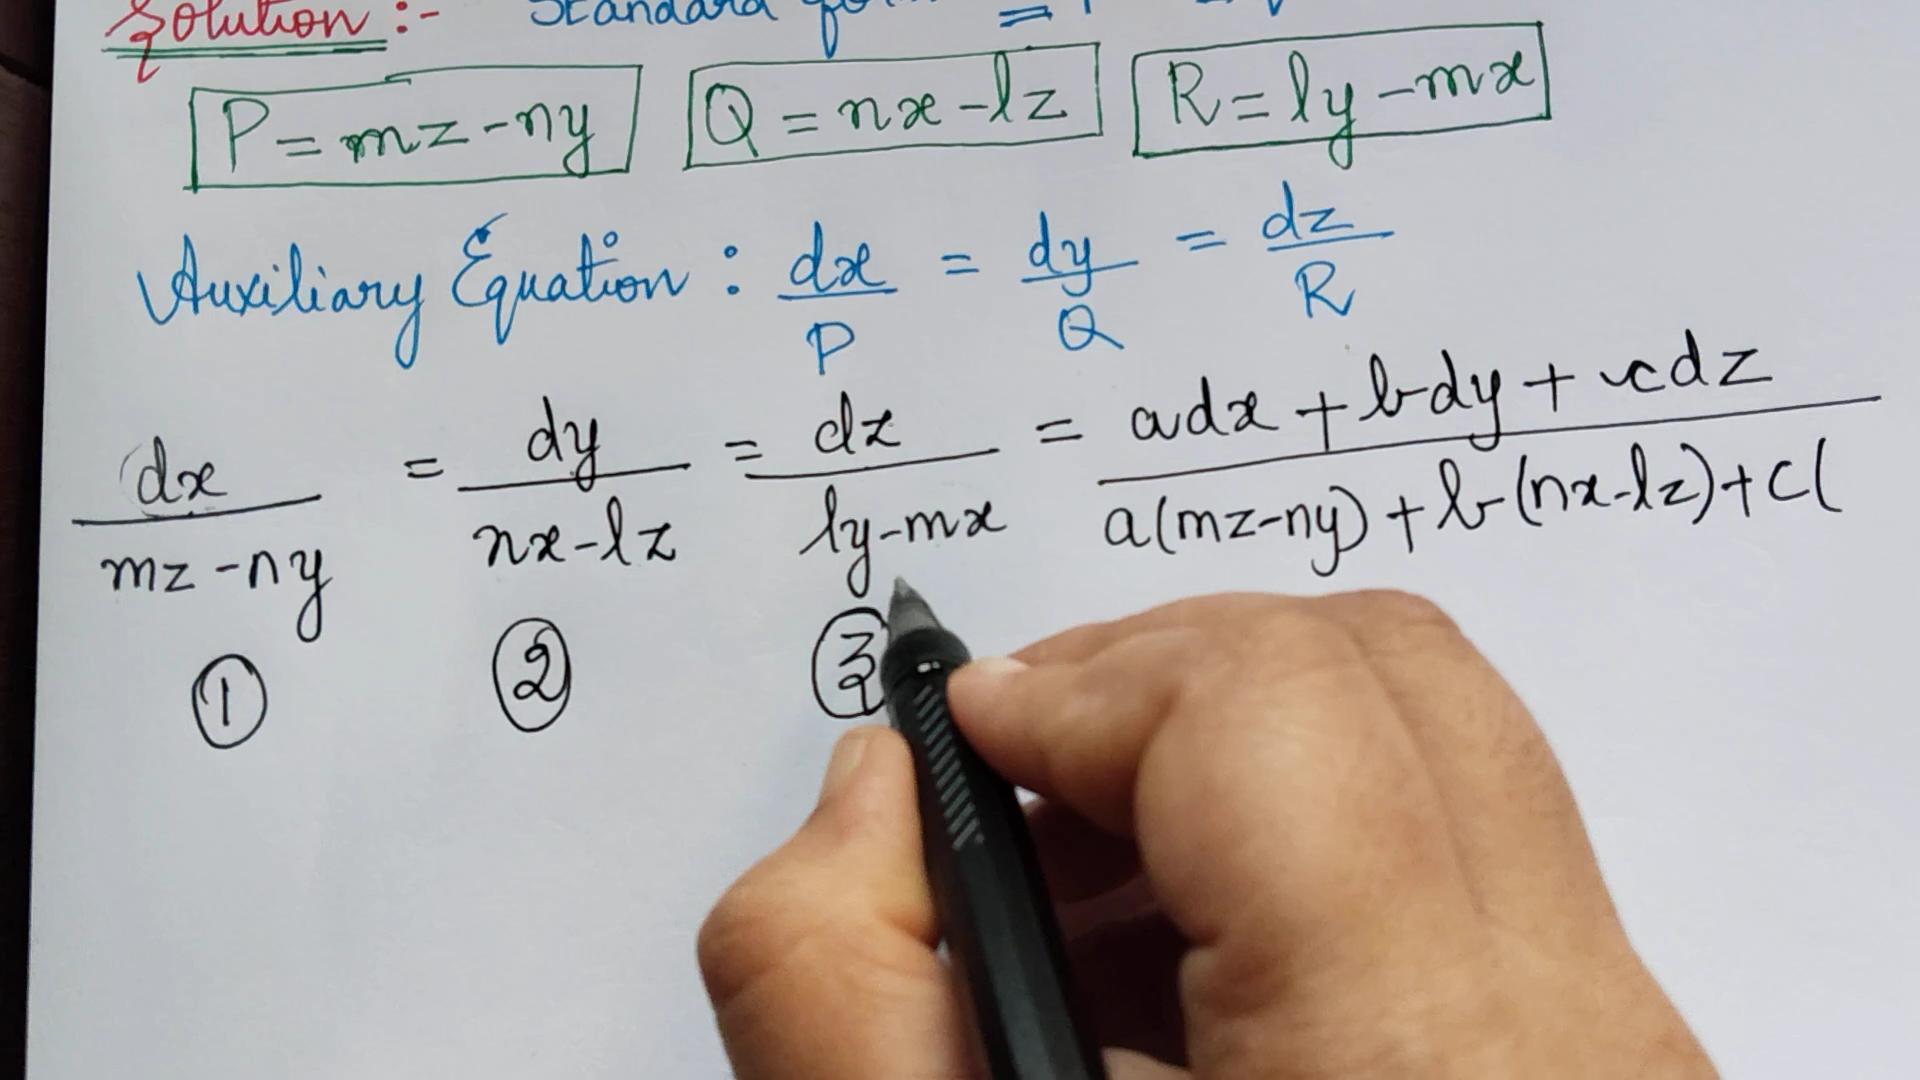 Solution :- Standard
P = mz - ny Q = nx - lz R = ly - mx
Auxiliary Equation : dx/P = dy/Q = dz/R
dx/(mz - ny) = dy/(nx - lz) = dz/(ly - mx) = (adx + bdy + cdz)/(a(mz-ny) + b(nx-lz) + c(
① ② ③